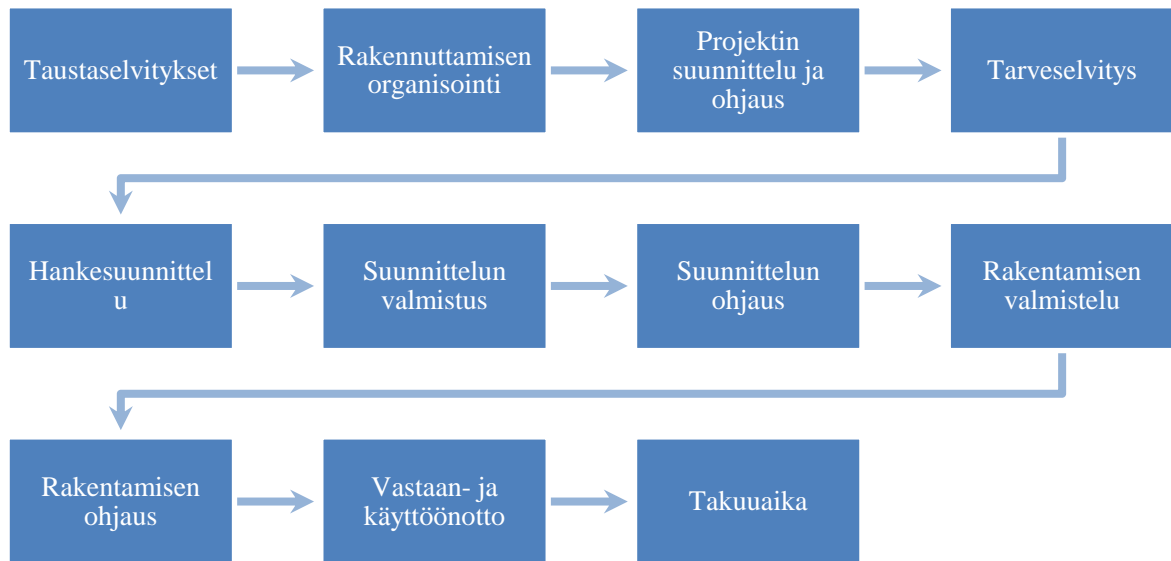 Taustaselvitykset
Rakennuttamisen
organisointi
Projektin
suunnittelu ja
ohjaus
Tarveselvitys
Hankesuunnittel
u
Suunnittelun
valmistus
Suunnittelun
ohjaus
Rakentamisen
valmistelu
Rakentamisen
ohjaus
Vastaan- ja
käyttöönotto
Takuuaika